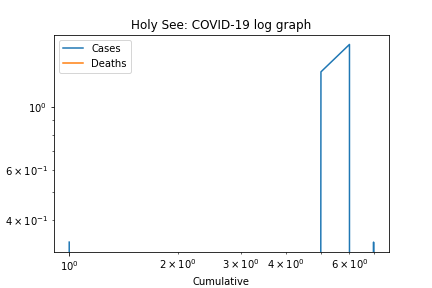 Holy See: COVID-19 log graph
Cases
Deaths
10⁰
6 × 10⁻¹
4 × 10⁻¹
10⁰ 2 × 10⁰ 3 × 10⁰ 4 × 10⁰ 6 × 10⁰
Cumulative